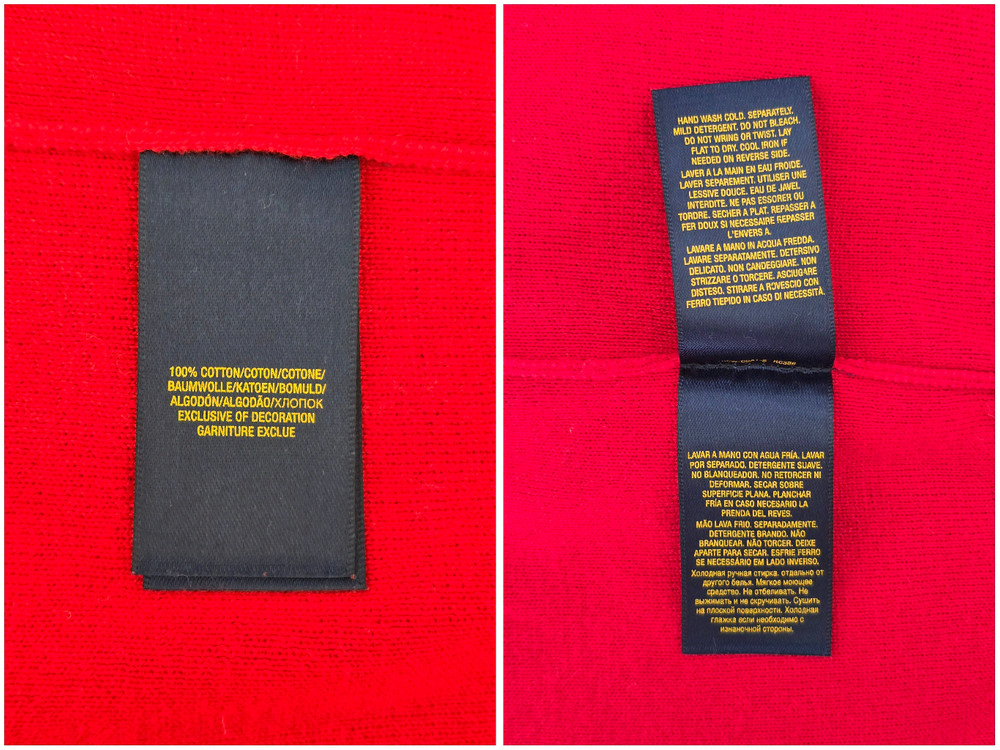 100% COTTON/COTON/COTONE/
BAUMWOLLE/KATOEN/BOMULD/
ALGODÓN/ALGODÃO/ХЛОПОК
EXCLUSIVE OF DECORATION
GARNITURE EXCLUE
HAND WASH COLD. SEPARATELY.
MILD DETERGENT. DO NOT BLEACH.
DO NOT WRING OR TWIST. LAY
FLAT TO DRY. COOL IRON IF
NEEDED ON REVERSE SIDE.
LAVER A LA MAIN EN EAU FROIDE.
LAVER SEPAREMENT. UTILISER UNE
LESSIVE DOUCE. EAU DE JAVEL
INTERDITE. NE PAS ESSORER OU
TORDRE. SECHER A PLAT. REPASSER A
FER DOUX SI NECESSAIRE REPASSER
L'ENVERS A.
LAVARE A MANO IN ACQUA FREDDA.
LAVARE SEPARATAMENTE. DETERSIVO
DELICATO. NON CANDEGGIARE. NON
STRIZZARE O TORCERE. ASCIUGARE
DISTESO. STIRARE A ROVESCIO CON
FERRO TIEPIDO IN CASO DI NECESSITÀ.
LAVAR A MANO CON AGUA FRÍA. LAVAR
POR SEPARADO. DETERGENTE SUAVE.
NO BLANQUEADOR. NO RETORCER NI
DEFORMAR. SECAR SOBRE
SUPERFICIE PLANA. PLANCHAR
FRÍA EN CASO NECESARIO LA
PRENDA DEL REVES.
MÃO LAVA FRIO. SEPARADAMENTE.
DETERGENTE BRANDO. NÃO
BRANQUEAR. NÃO TORCER. DEIXE
APARTE PARA SECAR. ESFRIE FERRO
SE NECESSÁRIO EM LADO INVERSO.
Холодная ручная стирка, отдельно от
другого белья. Мягкое моющее
средство. Не отбеливать. Не
выжимать и не скручивать. Сушить
на плоской поверхности. Холодная
глажка если необходимо с
изнаночной стороны.